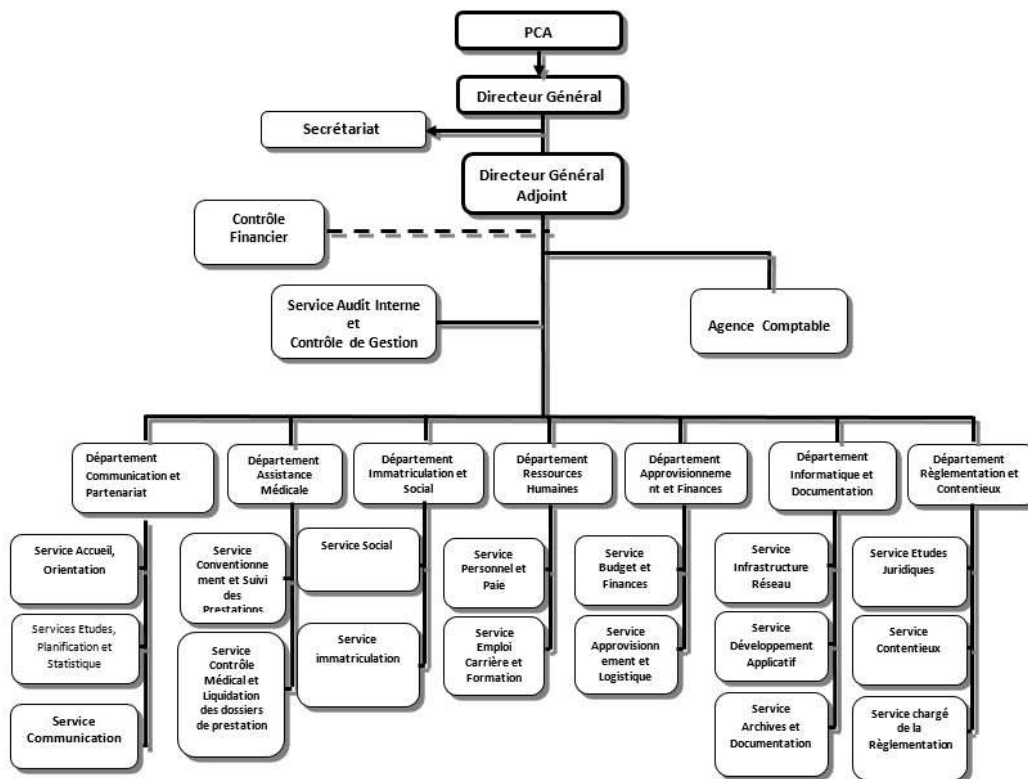 PCA
Directeur Général
Secrétariat
Directeur Général
Adjoint
Contrôle
Financier
Service Audit Interne
et
Contrôle de Gestion
Agence Comptable
Département
Communication et
Partenariat
Département
Assistance
Médicale
Département
Immatriculation et
Social
Département
Ressources
Humaines
Département
Approvisionneme
nt et Finances
Département
Informatique et
Documentation
Département
Règlementation et
Contentieux
Service Accueil,
Orientation
Services Etudes,
Planification et
Statistique
Service
Communication
Service
Conventionne
ment et Suivi
des
Prestations
Service
Contrôle
Médical et
Liquidation
des dossiers
de prestation
Service Social
Service
immatriculation
Service
Personnel et
Paie
Service
Emploi
Carrière et
Formation
Service
Budget et
Finances
Service
Approvisionn
ement et
Logistique
Service
Infrastructure
Réseau
Service
Développement
Applicatif
Service
Archives et
Documentation
Service Etudes
Juridiques
Service
Contentieux
Service chargé
de la
Règlementation